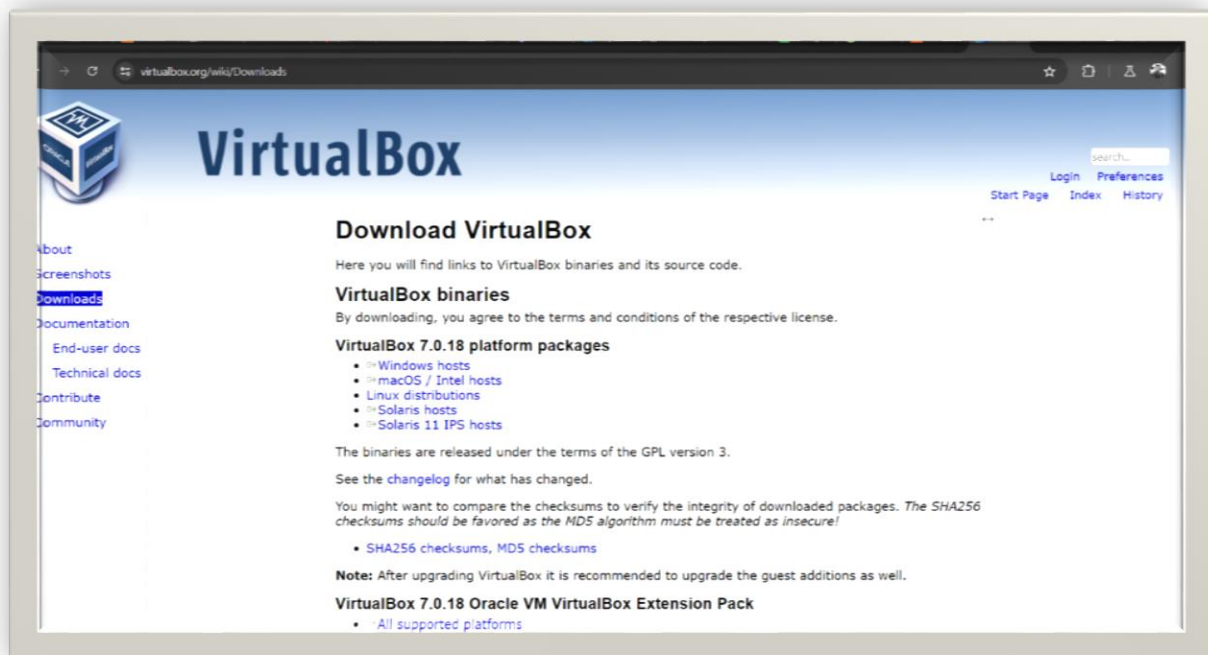 virtualbox.org/wiki/Downloads
VirtualBox
ORACLE
VirtualBox
search...
Login Preferences
Start Page Index History
About
Screenshots
Downloads
Documentation
End-user docs
Technical docs
Contribute
Community
Download VirtualBox
Here you will find links to VirtualBox binaries and its source code.
VirtualBox binaries
By downloading, you agree to the terms and conditions of the respective license.
VirtualBox 7.0.18 platform packages
• Windows hosts
• macOS / Intel hosts
• Linux distributions
• Solaris hosts
• Solaris 11 IPS hosts
The binaries are released under the terms of the GPL version 3.
See the changelog for what has changed.
You might want to compare the checksums to verify the integrity of downloaded packages. The SHA256
checksums should be favored as the MD5 algorithm must be treated as insecure!
• SHA256 checksums, MD5 checksums
Note: After upgrading VirtualBox it is recommended to upgrade the guest additions as well.
VirtualBox 7.0.18 Oracle VM VirtualBox Extension Pack
• All supported platforms